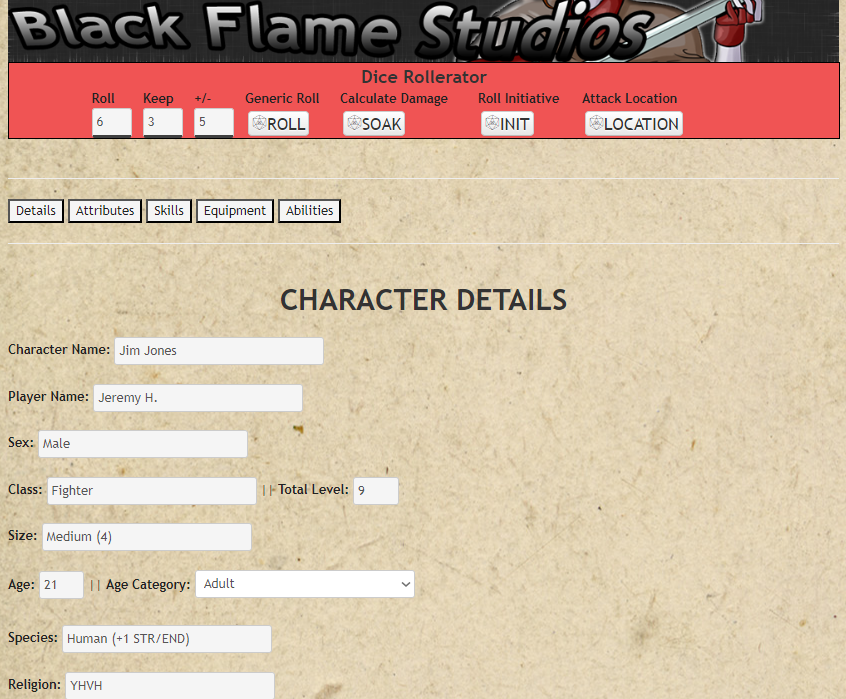 Black Flame Studios
Dice Rollerator
Roll Keep +/- Generic Roll Calculate Damage Roll Initiative Attack Location
6 3 5 ROLL SOAK INIT LOCATION
Details Attributes Skills Equipment Abilities
CHARACTER DETAILS
Character Name: Jim Jones
Player Name: Jeremy H.
Sex: Male
Class: Fighter || Total Level: 9
Size: Medium (4)
Age: 21 || Age Category: Adult
Species: Human (+1 STR/END)
Religion: YHVH